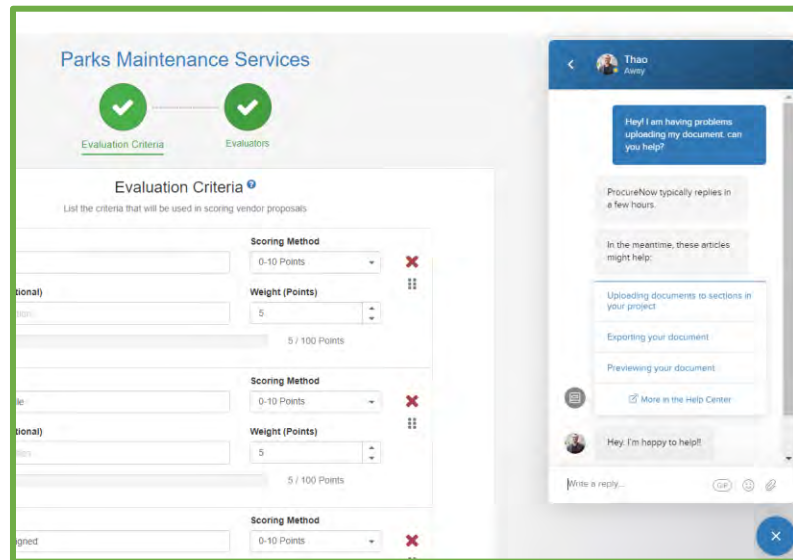 Parks Maintenance Services
Evaluation Criteria
Evaluators
Evaluation Criteria
List the criteria that will be used in scoring vendor proposals
Scoring Method
0-10 Points
tional)
Weight (Points)
5
5 / 100 Points
Scoring Method
0-10 Points
tional)
Weight (Points)
5
5 / 100 Points
Scoring Method
igned
0-10 Points
Thao
Away
Hey! I am having problems
uploading my document. can
you help?
ProcureNow typically replies in
a few hours.
In the meantime, these articles
might help:
Uploading documents to sections in
your project
Exporting your document
Previewing your document
More in the Help Center
Hey. I'm happy to help!!
Write a reply...
GIF